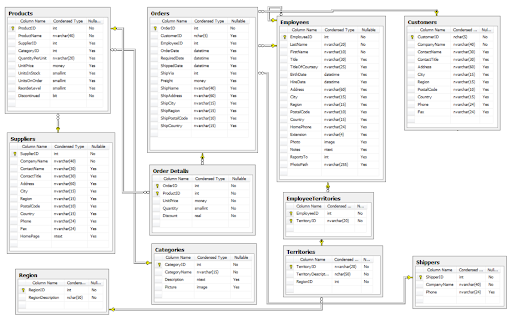 Products
Column Name Condensed Type Nullable
ProductID int No
ProductName nvarchar(40) No
SupplierID int Yes
CategoryID int Yes
QuantityPerUnit nvarchar(20) Yes
UnitPrice money Yes
UnitsInStock smallint Yes
UnitsOnOrder smallint Yes
ReorderLevel smallint Yes
Discontinued bit No
Orders
Column Name Condensed Type Nullable
OrderID int No
CustomerID nchar(5) Yes
EmployeeID int Yes
OrderDate datetime Yes
RequiredDate datetime Yes
ShippedDate datetime Yes
ShipVia int Yes
Freight money Yes
ShipName nvarchar(40) Yes
ShipAddress nvarchar(60) Yes
ShipCity nvarchar(15) Yes
ShipRegion nvarchar(15) Yes
ShipPostalCode nvarchar(10) Yes
ShipCountry nvarchar(15) Yes
Employees
Column Name Condensed Type Nullable
EmployeeID int No
LastName nvarchar(20) No
FirstName nvarchar(10) No
Title nvarchar(30) Yes
TitleOfCourtesy nvarchar(25) Yes
BirthDate datetime Yes
HireDate datetime Yes
Address nvarchar(60) Yes
City nvarchar(15) Yes
Region nvarchar(15) Yes
PostalCode nvarchar(10) Yes
Country nvarchar(15) Yes
HomePhone nvarchar(24) Yes
Extension nvarchar(4) Yes
Photo image Yes
Notes ntext Yes
ReportsTo int Yes
PhotoPath nvarchar(255) Yes
Customers
Column Name Condensed Type Nullable
CustomerID nchar(5) No
CompanyName nvarchar(40) No
ContactName nvarchar(30) Yes
ContactTitle nvarchar(30) Yes
Address nvarchar(60) Yes
City nvarchar(15) Yes
Region nvarchar(15) Yes
PostalCode nvarchar(10) Yes
Country nvarchar(15) Yes
Phone nvarchar(24) Yes
Fax nvarchar(24) Yes
Suppliers
Column Name Condensed Type Nullable
SupplierID int No
CompanyName nvarchar(40) No
ContactName nvarchar(30) Yes
ContactTitle nvarchar(30) Yes
Address nvarchar(60) Yes
City nvarchar(15) Yes
Region nvarchar(15) Yes
PostalCode nvarchar(10) Yes
Country nvarchar(15) Yes
Phone nvarchar(24) Yes
Fax nvarchar(24) Yes
HomePage ntext Yes
Order Details
Column Name Condensed Type Nullable
OrderID int No
ProductID int No
UnitPrice money No
Quantity smallint No
Discount real No
EmployeeTerritories
Column Name Condensed ... N...
EmployeeID int No
TerritoryID nvarchar(20) No
Categories
Column Name Condensed Type Nullable
CategoryID int No
CategoryName nvarchar(15) No
Description ntext Yes
Picture image Yes
Territories
Column Name Condensed ... Nul...
TerritoryID nvarchar(20) No
TerritoryDescription nchar(50) No
RegionID int No
Shippers
Column Name Condensed ... Null...
ShipperID int No
CompanyName nvarchar(40) No
Phone nvarchar(24) Yes
Region
Column Name Condens... Null...
RegionID int No
RegionDescription nchar(50) No